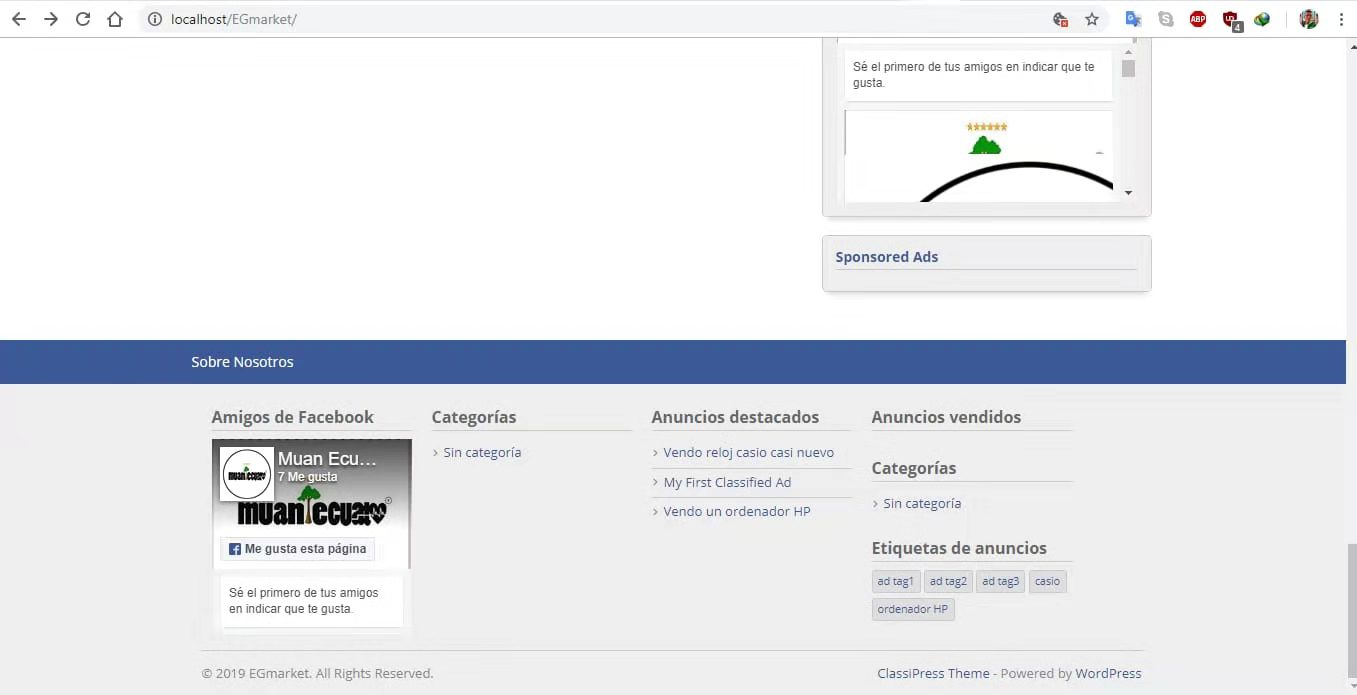 localhost/EGmarket/
ABP
4
Sé el primero de tus amigos en indicar que te
gusta.
Sponsored Ads
Sobre Nosotros
Amigos de Facebook
Muan Ecu...
7 Me gusta
muanecuato
Me gusta esta página
Sé el primero de tus amigos
en indicar que te gusta.
Categorías
Sin categoría
Anuncios destacados
Vendo reloj casio casi nuevo
My First Classified Ad
Vendo un ordenador HP
Anuncios vendidos
Categorías
Sin categoría
Etiquetas de anuncios
ad tag1 ad tag2 ad tag3 casio
ordenador HP
© 2019 EGmarket. All Rights Reserved.
ClassiPress Theme - Powered by WordPress